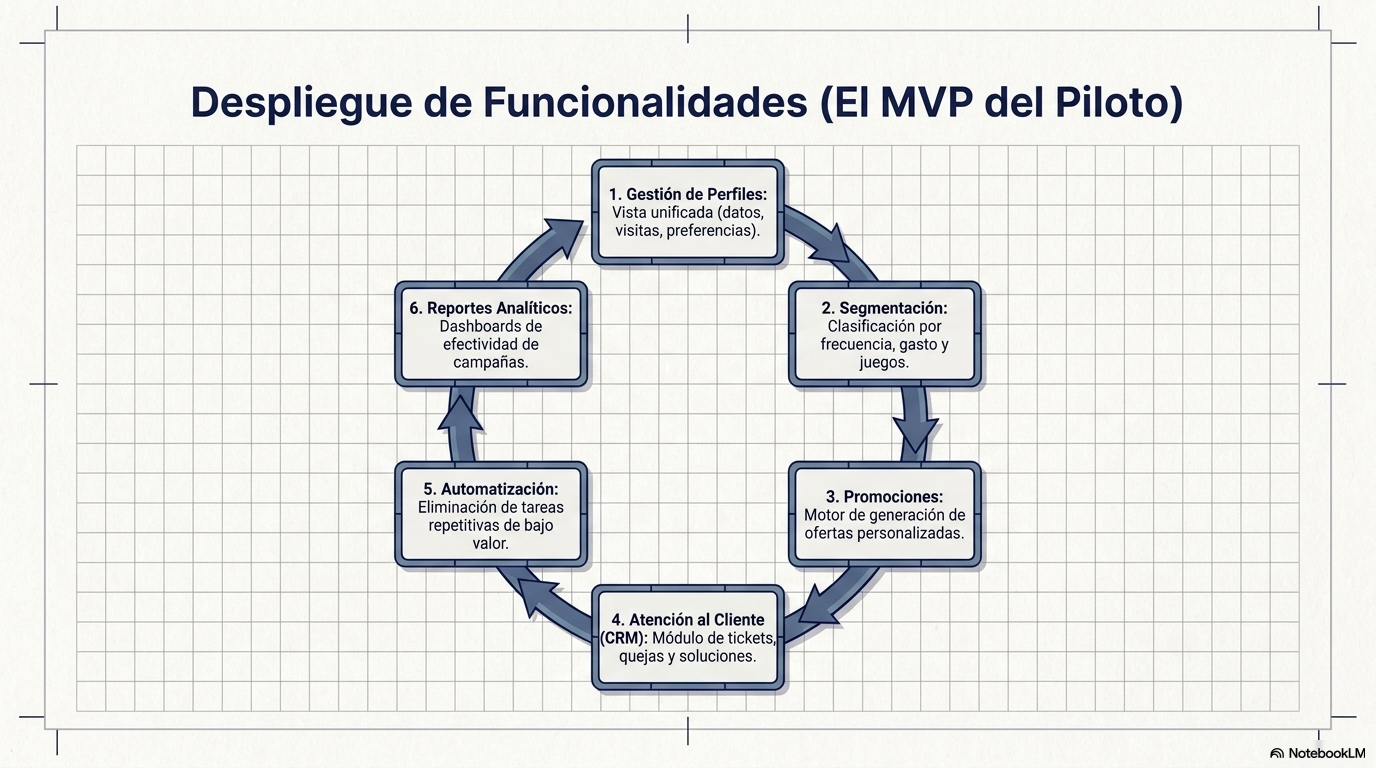 Despliegue de Funcionalidades (El MVP del Piloto)
1. Gestión de Perfiles:
Vista unificada (datos,
visitas, preferencias).
2. Segmentación:
Clasificación por
frecuencia, gasto y
juegos.
3. Promociones:
Motor de generación de
ofertas personalizadas.
4. Atención al Cliente
(CRM): Módulo de tickets,
quejas y soluciones.
5. Automatización:
Eliminación de tareas
repetitivas de bajo
valor.
6. Reportes Analíticos:
Dashboards de
efectividad de
campañas.
NotebookLM